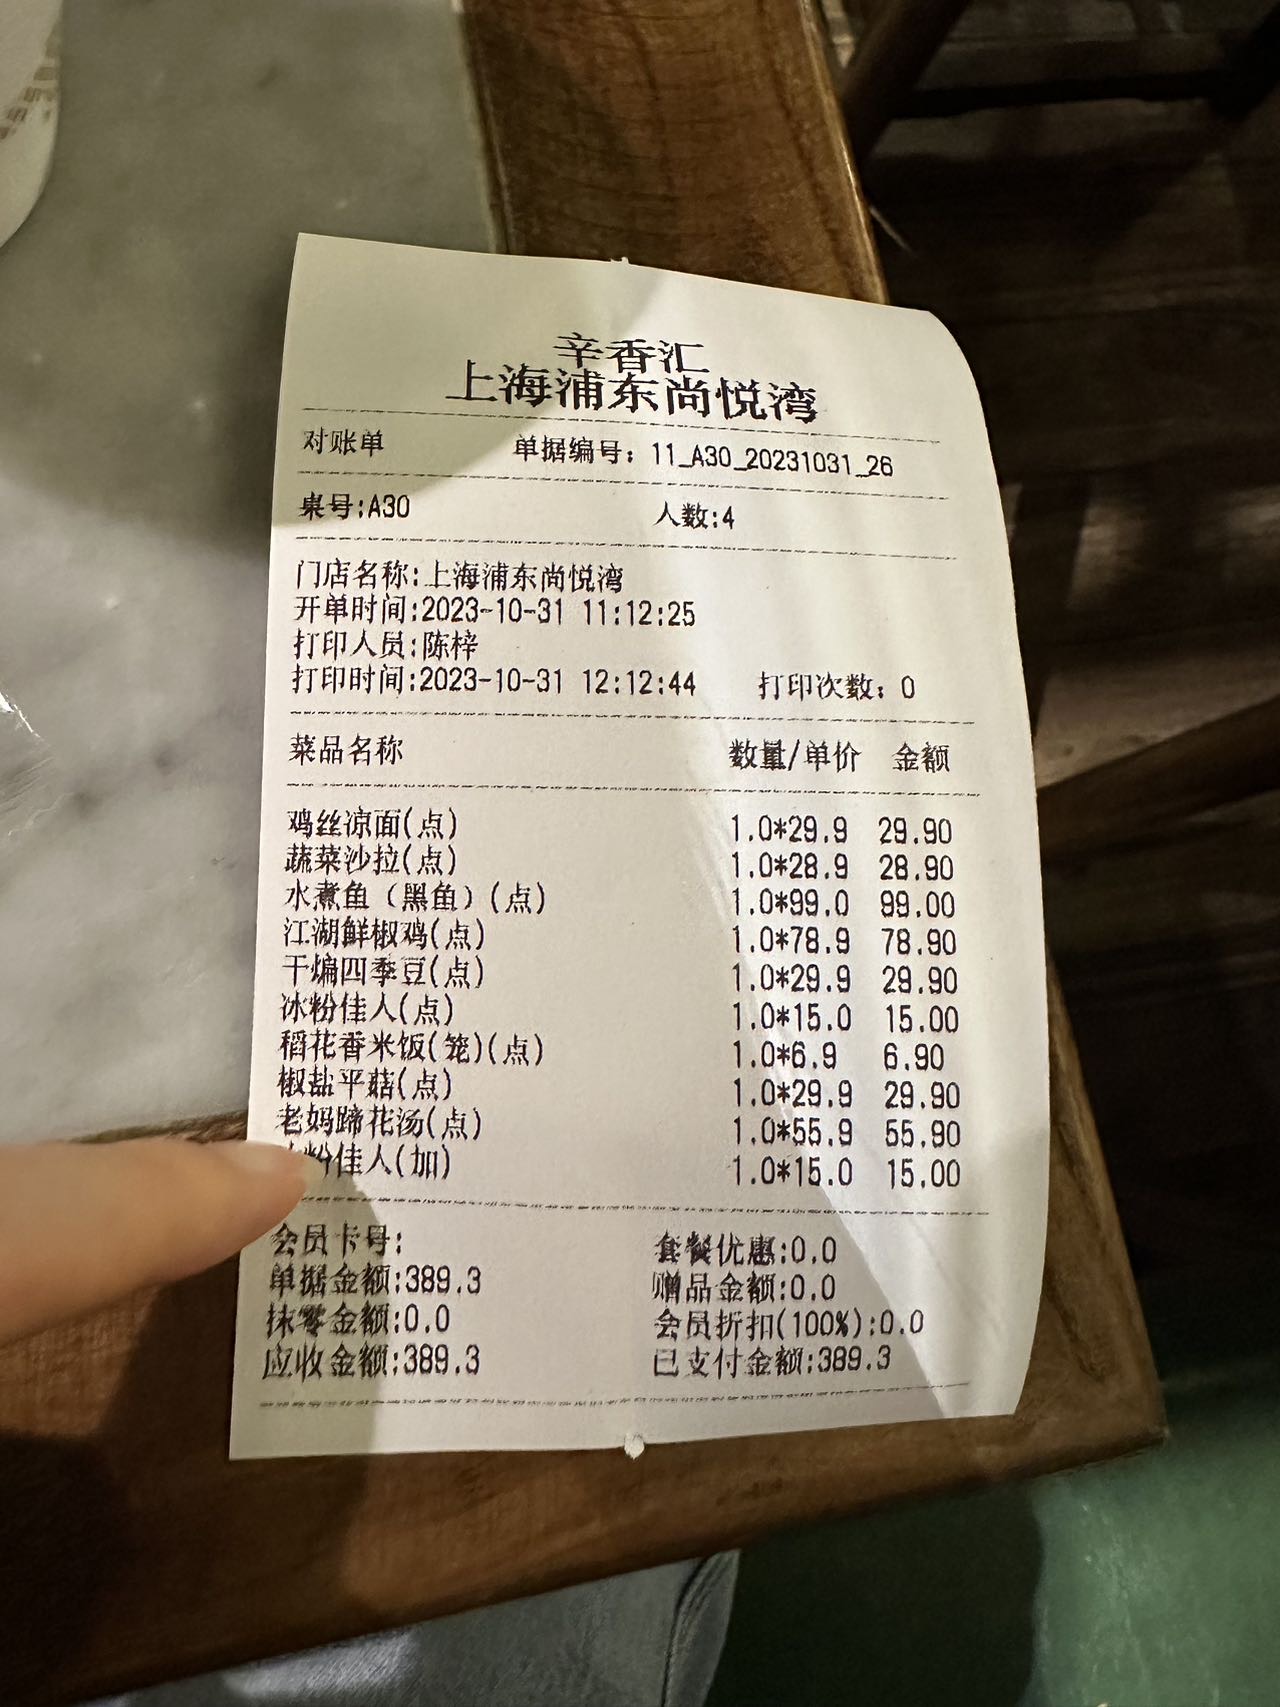 辛香汇
上海浦东尚悦湾
对账单 单据编号：11_A30_20231031_26
桌号:A30 人数:4
门店名称:上海浦东尚悦湾
开单时间:2023-10-31 11:12:25
打印人员:陈梓
打印时间:2023-10-31 12:12:44 打印次数：0
菜品名称 数量/单价 金额
鸡丝凉面(点) 1.0*29.9 29.90
蔬菜沙拉(点) 1.0*28.9 28.90
水煮鱼（黑鱼）(点) 1.0*99.0 99.00
江湖鲜椒鸡(点) 1.0*78.9 78.90
干煸四季豆(点) 1.0*29.9 29.90
冰粉佳人(点) 1.0*15.0 15.00
稻花香米饭(笼)(点) 1.0*6.9 6.90
椒盐平菇(点) 1.0*29.9 29.90
老妈蹄花汤(点) 1.0*55.9 55.90
粉佳人(加) 1.0*15.0 15.00
会员卡号: 套餐优惠:0.0
单据金额:389.3 赠品金额:0.0
抹零金额:0.0 会员折扣(100%):0.0
应收金额:389.3 已支付金额:389.3